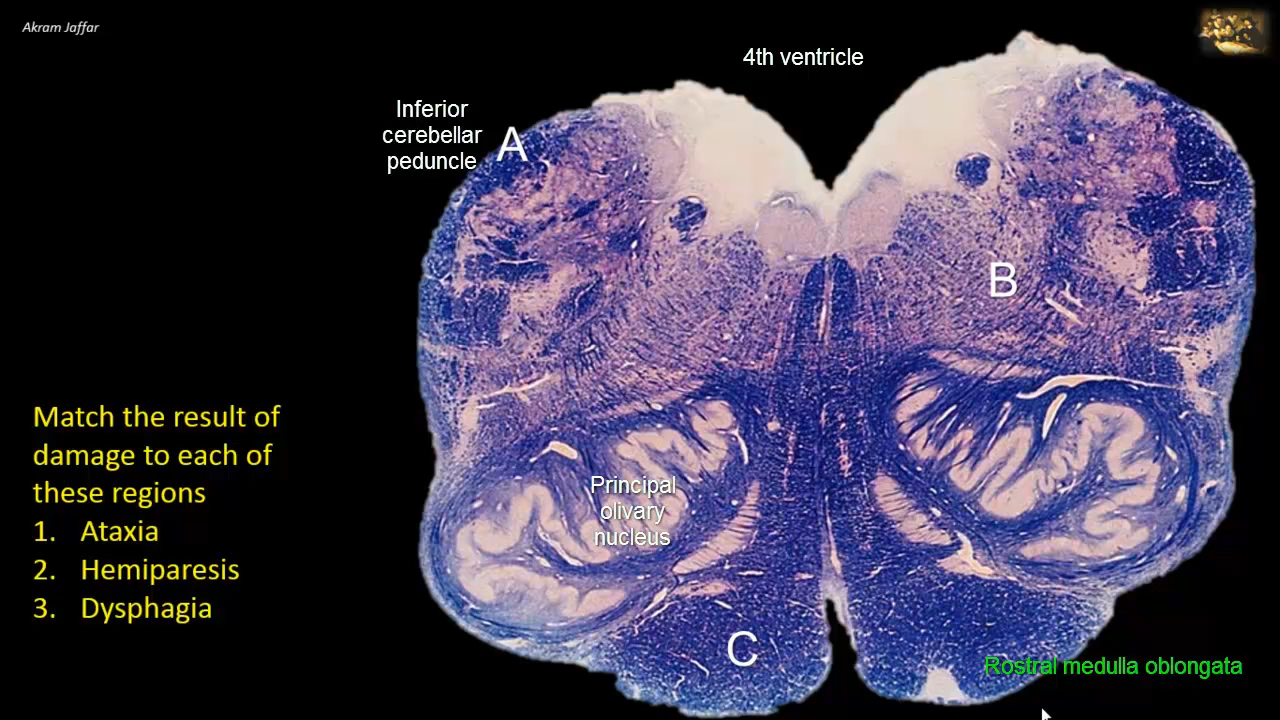 Akram Jaffar
4th ventricle
Inferior
cerebellar
peduncle
A
B
Match the result of
damage to each of
these regions
1. Ataxia
2. Hemiparesis
3. Dysphagia
Principal
olivary
nucleus
C
Rostral medulla oblongata